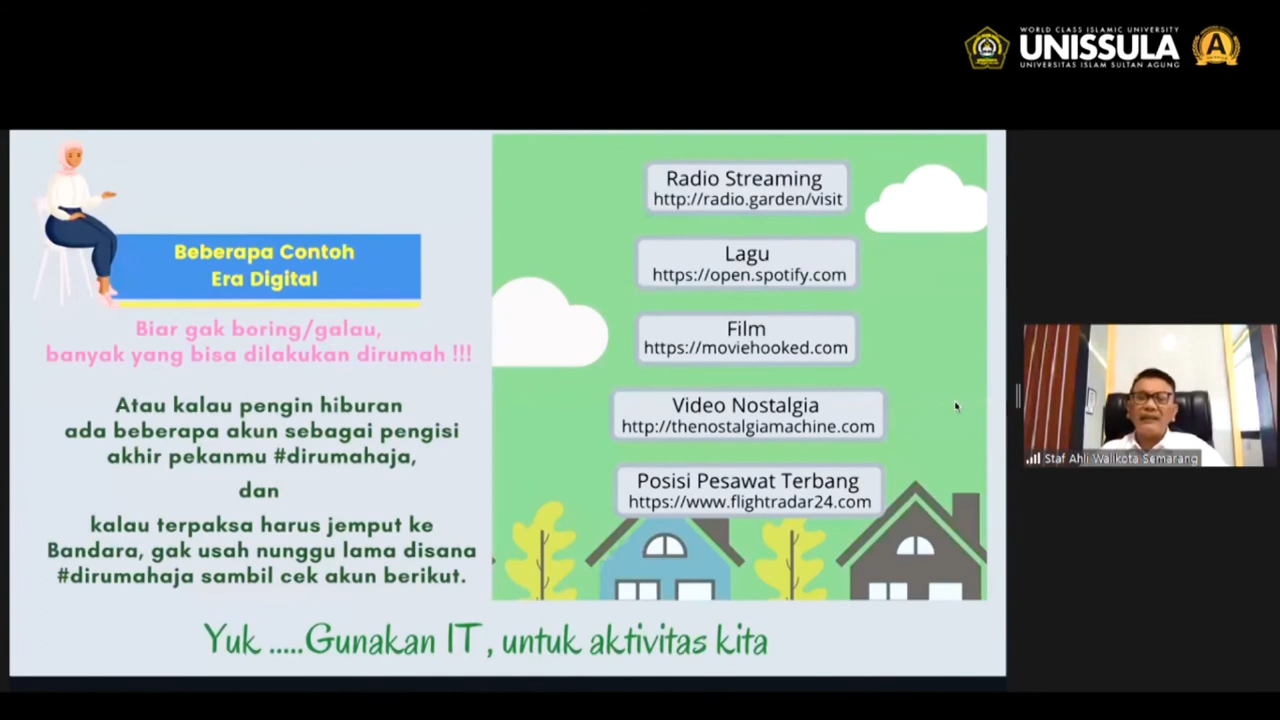 WORLD CLASS ISLAMIC UNIVERSITY
UNISSULA
UNIVERSITAS ISLAM SULTAN AGUNG
A
Beberapa Contoh
Era Digital
Biar gak boring/galau,
banyak yang bisa dilakukan dirumah !!!
Atau kalau pengin hiburan
ada beberapa akun sebagai pengisi
akhir pekanmu #dirumahaja,
dan
kalau terpaksa harus jemput ke
Bandara, gak usah nunggu lama disana
#dirumahaja sambil cek akun berikut.
Radio Streaming
http://radio.garden/visit
Lagu
https://open.spotify.com
Film
https://moviehooked.com
Video Nostalgia
http://thenostalgiamachine.com
Posisi Pesawat Terbang
https://www.flightradar24.com
Yuk .....Gunakan IT , untuk aktivitas kita
Staf Ahli Walikota Semarang